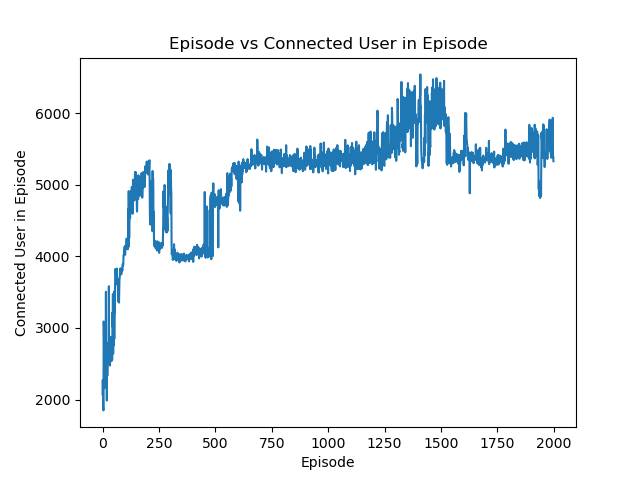 Episode vs Connected User in Episode
6000
5000
4000
3000
2000
Connected User in Episode
0 250 500 750 1000 1250 1500 1750 2000
Episode